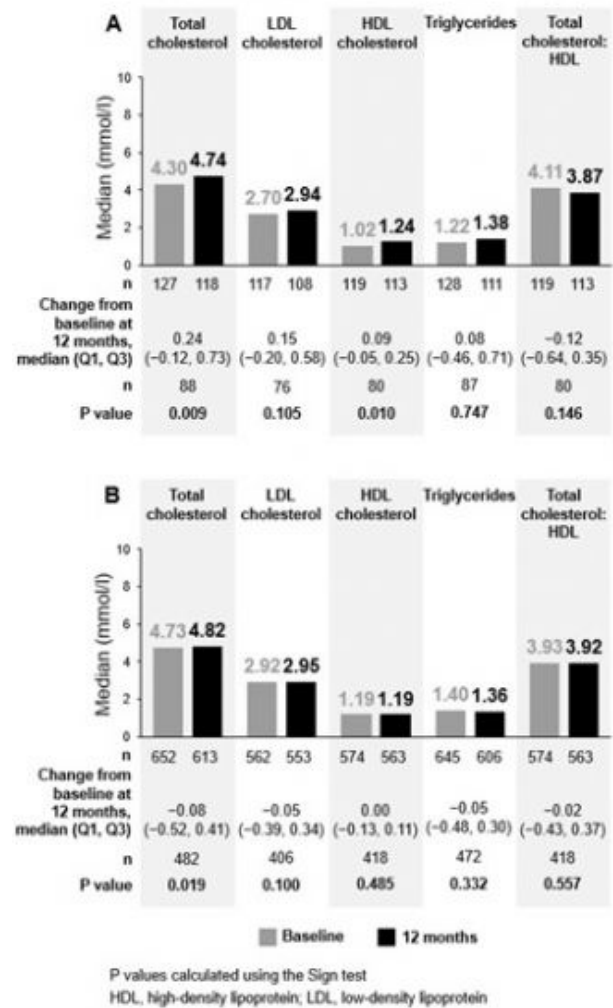 A
Total cholesterol
LDL cholesterol
HDL cholesterol
Triglycerides
Total cholesterol: HDL
Median (mmol/l)
10
8
6
4
2
0
4.30 4.74
2.70 2.94
1.02 1.24
1.22 1.38
4.11 3.87
n 127 118 117 108 119 113 128 111 119 113
Change from
baseline at
12 months, 0.24 0.15 0.09 0.08 −0.12
median (Q1, Q3) (−0.12, 0.73) (−0.20, 0.58) (−0.05, 0.25) (−0.46, 0.71) (−0.64, 0.35)
n 88 76 80 87 80
P value 0.009 0.105 0.010 0.747 0.146
B
Total cholesterol
LDL cholesterol
HDL cholesterol
Triglycerides
Total cholesterol: HDL
Median (mmol/l)
10
8
6
4
2
0
4.73 4.82
2.92 2.95
1.19 1.19
1.40 1.36
3.93 3.92
n 652 613 562 553 574 563 645 606 574 563
Change from
baseline at
12 months, −0.08 −0.05 0.00 −0.05 −0.02
median (Q1, Q3) (−0.52, 0.41) (−0.39, 0.34) (−0.13, 0.11) (−0.48, 0.30) (−0.43, 0.37)
n 482 406 418 472 418
P value 0.019 0.100 0.485 0.332 0.557
Baseline 12 months
P values calculated using the Sign test
HDL, high-density lipoprotein; LDL, low-density lipoprotein